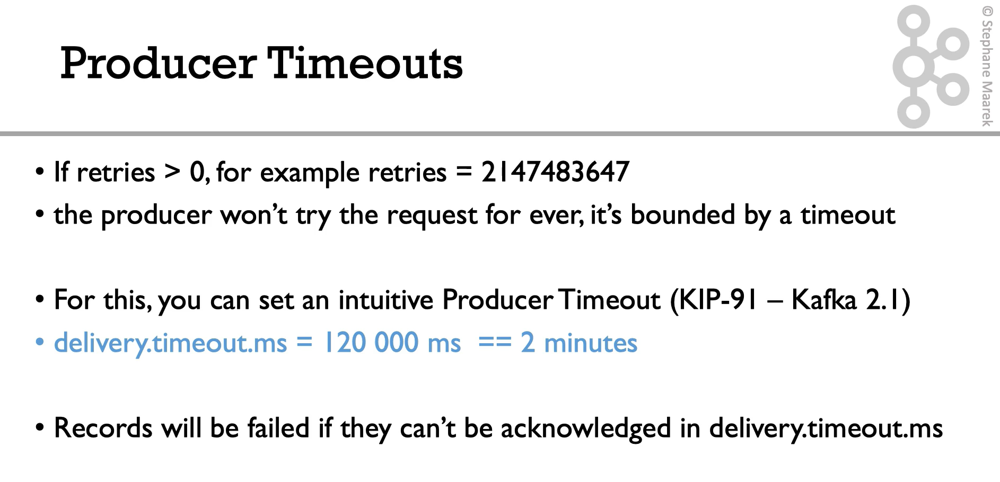 Producer Timeouts
© Stephane Maarek
• If retries > 0, for example retries = 2147483647
• the producer won’t try the request for ever, it’s bounded by a timeout
• For this, you can set an intuitive Producer Timeout (KIP-91 – Kafka 2.1)
• delivery.timeout.ms = 120 000 ms == 2 minutes
• Records will be failed if they can’t be acknowledged in delivery.timeout.ms